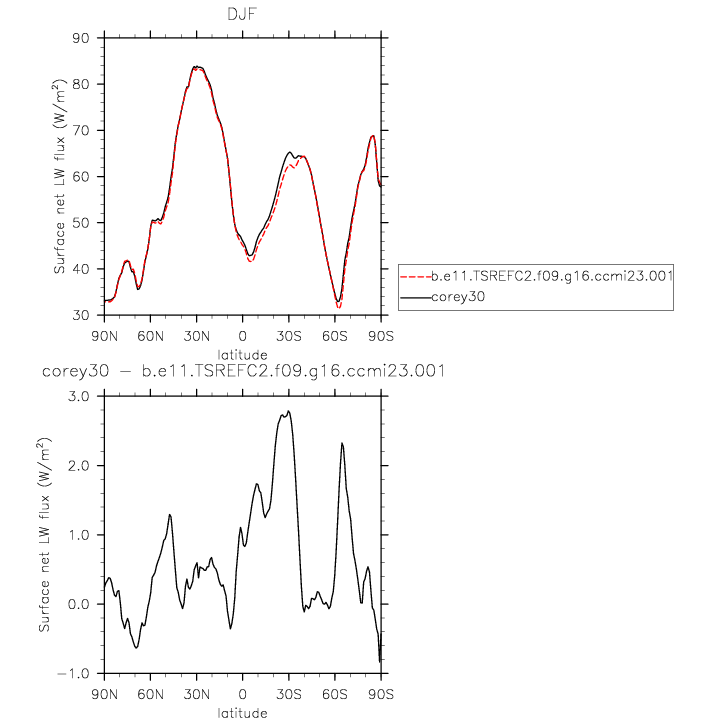 DJF
90
80
70
60
50
40
30
Surface net LW flux (W/m²)
90N 60N 30N 0 30S 60S 90S
latitude
b.e11.TSREFC2.f09.g16.ccmi23.001
corey30
corey30 − b.e11.TSREFC2.f09.g16.ccmi23.001
3.0
2.0
1.0
0.0
−1.0
Surface net LW flux (W/m²)
90N 60N 30N 0 30S 60S 90S
latitude